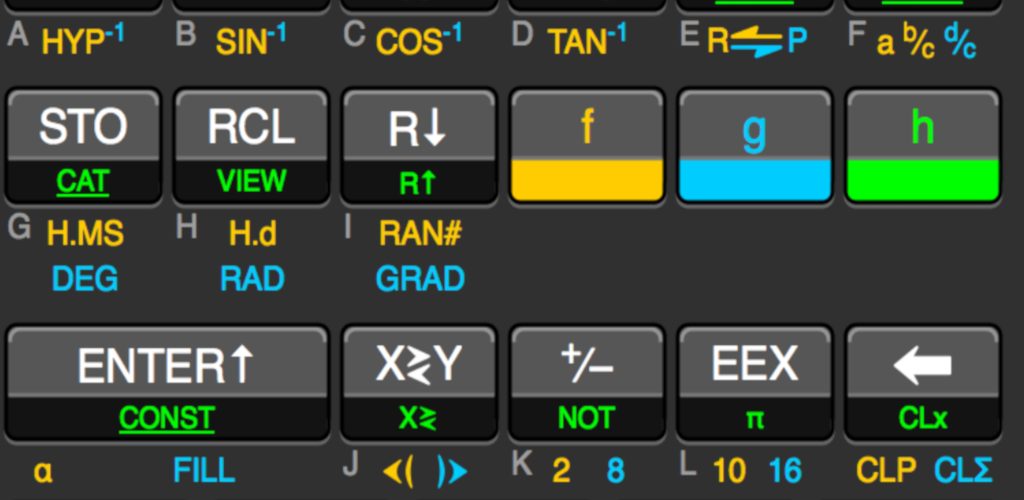 A HYP-1 B SIN-1 C COS-1 D TAN-1 E R⇄P F a b/c d/c
STO RCL R↓ f g h
CAT VIEW R↑
G H.MS H H.d I RAN#
DEG RAD GRAD
ENTER↑ X≷Y +/− EEX ←
CONST X≷ NOT π CLx
α FILL J ◀( )▶ K 2 8 L 10 16 CLP CLΣ